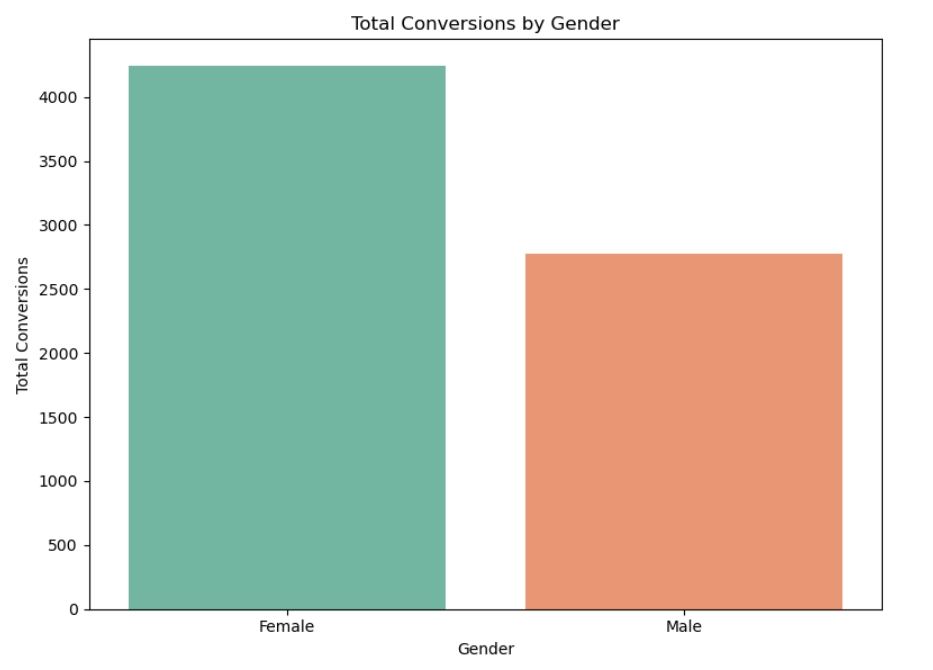 Total Conversions by Gender
4000
3500
3000
2500
2000
1500
1000
500
0
Total Conversions
Female
Male
Gender